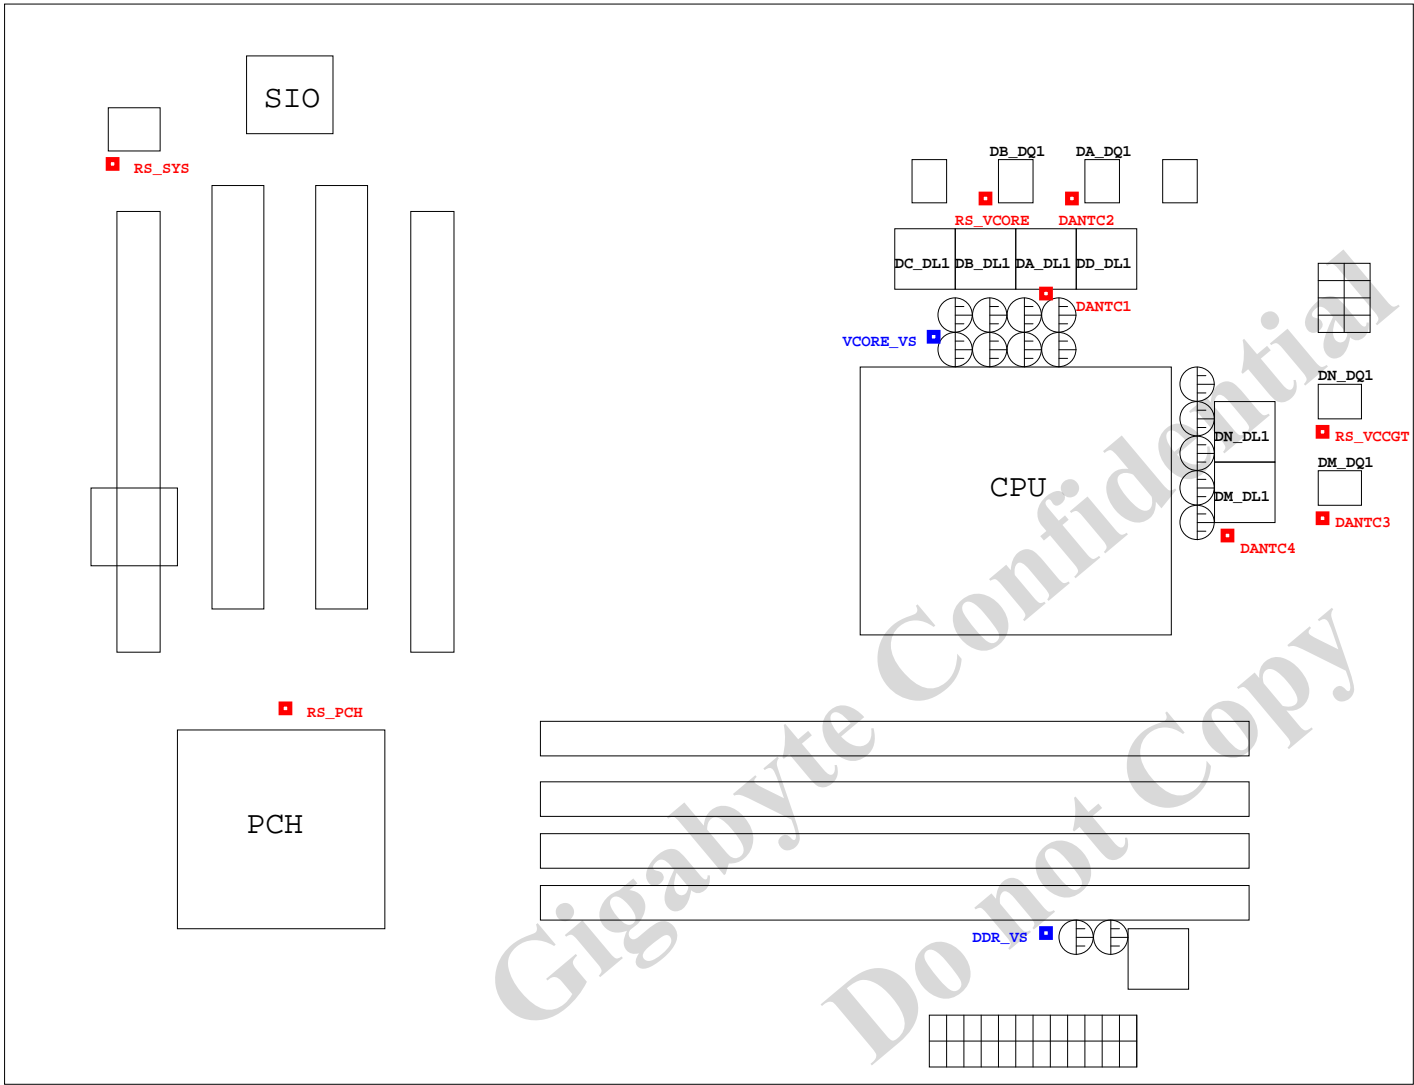 SIO
RS_SYS
DB_DQ1
DA_DQ1
RS_VCORE
DANTC2
DC_DL1
DB_DL1
DA_DL1
DD_DL1
DANTC1
VCORE_VS
DN_DQ1
RS_VCCGT
DN_DL1
DM_DQ1
CPU
DM_DL1
DANTC3
DANTC4
RS_PCH
PCH
DDR_VS
Gigabyte Confidential
Do not Copy